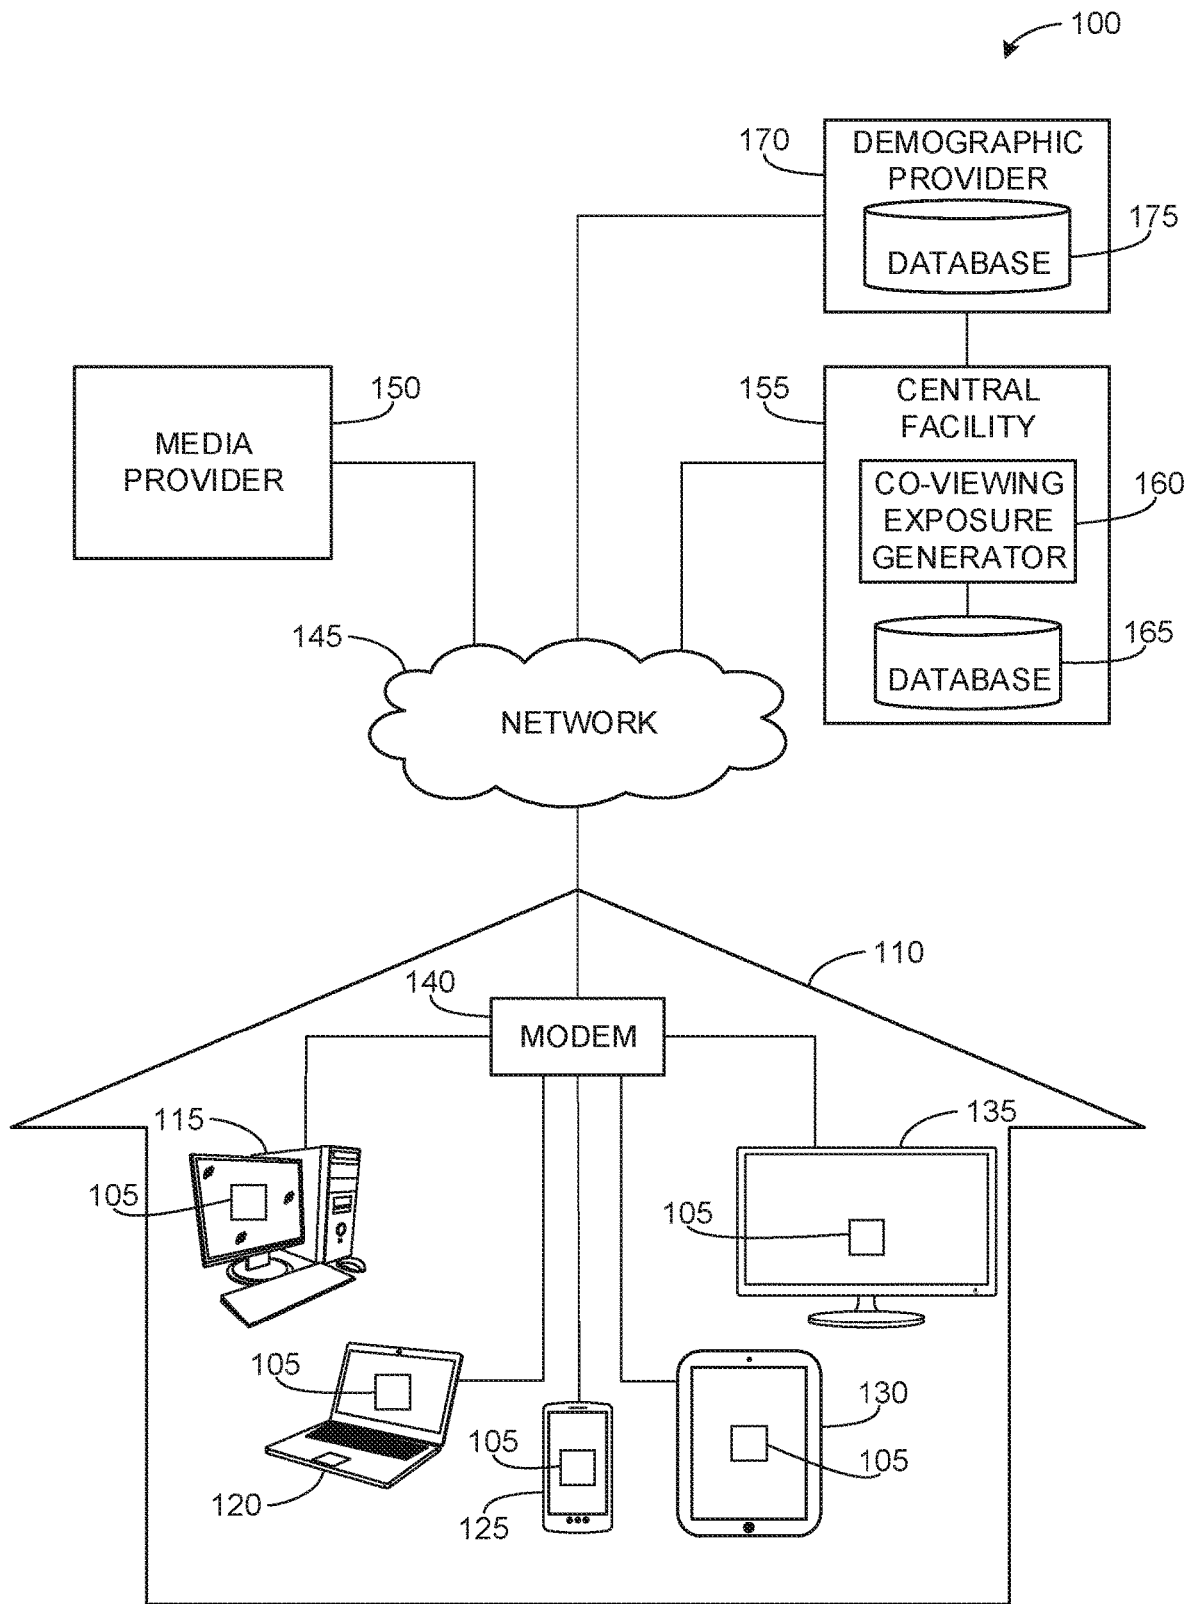 100
170
DEMOGRAPHIC
PROVIDER
175
DATABASE
150
MEDIA
PROVIDER
155
CENTRAL
FACILITY
CO-VIEWING
EXPOSURE
GENERATOR
160
165
DATABASE
145
NETWORK
110
140
MODEM
115
105
135
105
105
120
105
125
130
105